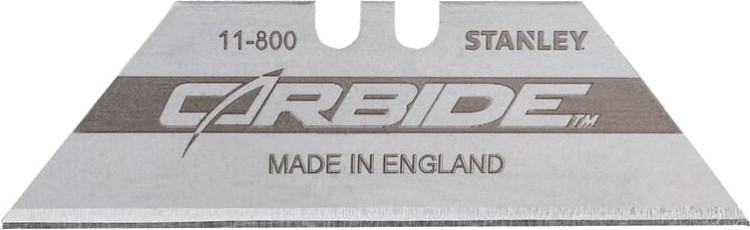 11-800 STANLEY
CARBIDE™
MADE IN ENGLAND